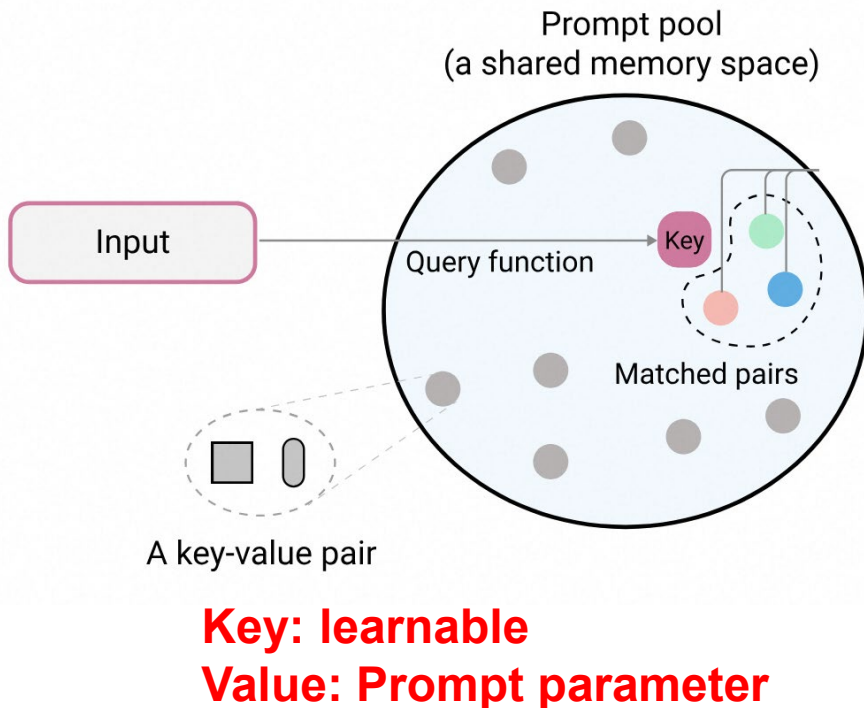 Prompt pool
(a shared memory space)
Input
Key
Query function
Matched pairs
A key-value pair
Key: learnable
Value: Prompt parameter